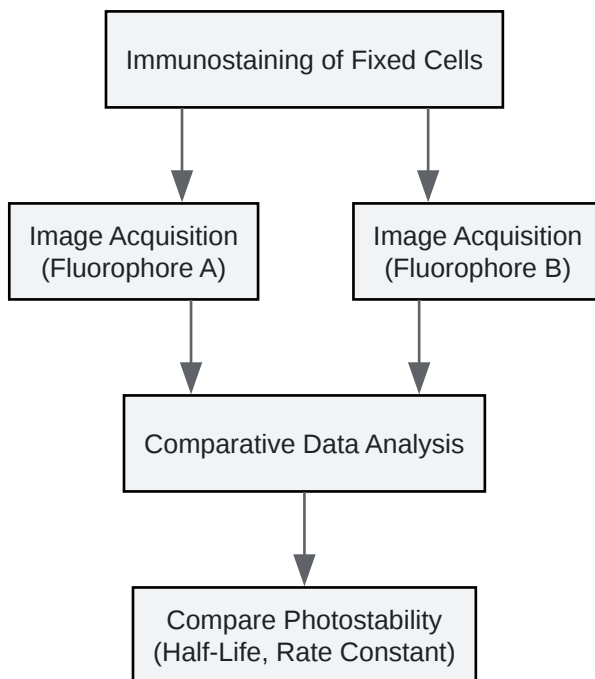 Immunostaining of Fixed Cells
Image Acquisition
(Fluorophore A)
Image Acquisition
(Fluorophore B)
Comparative Data Analysis
Compare Photostability
(Half-Life, Rate Constant)